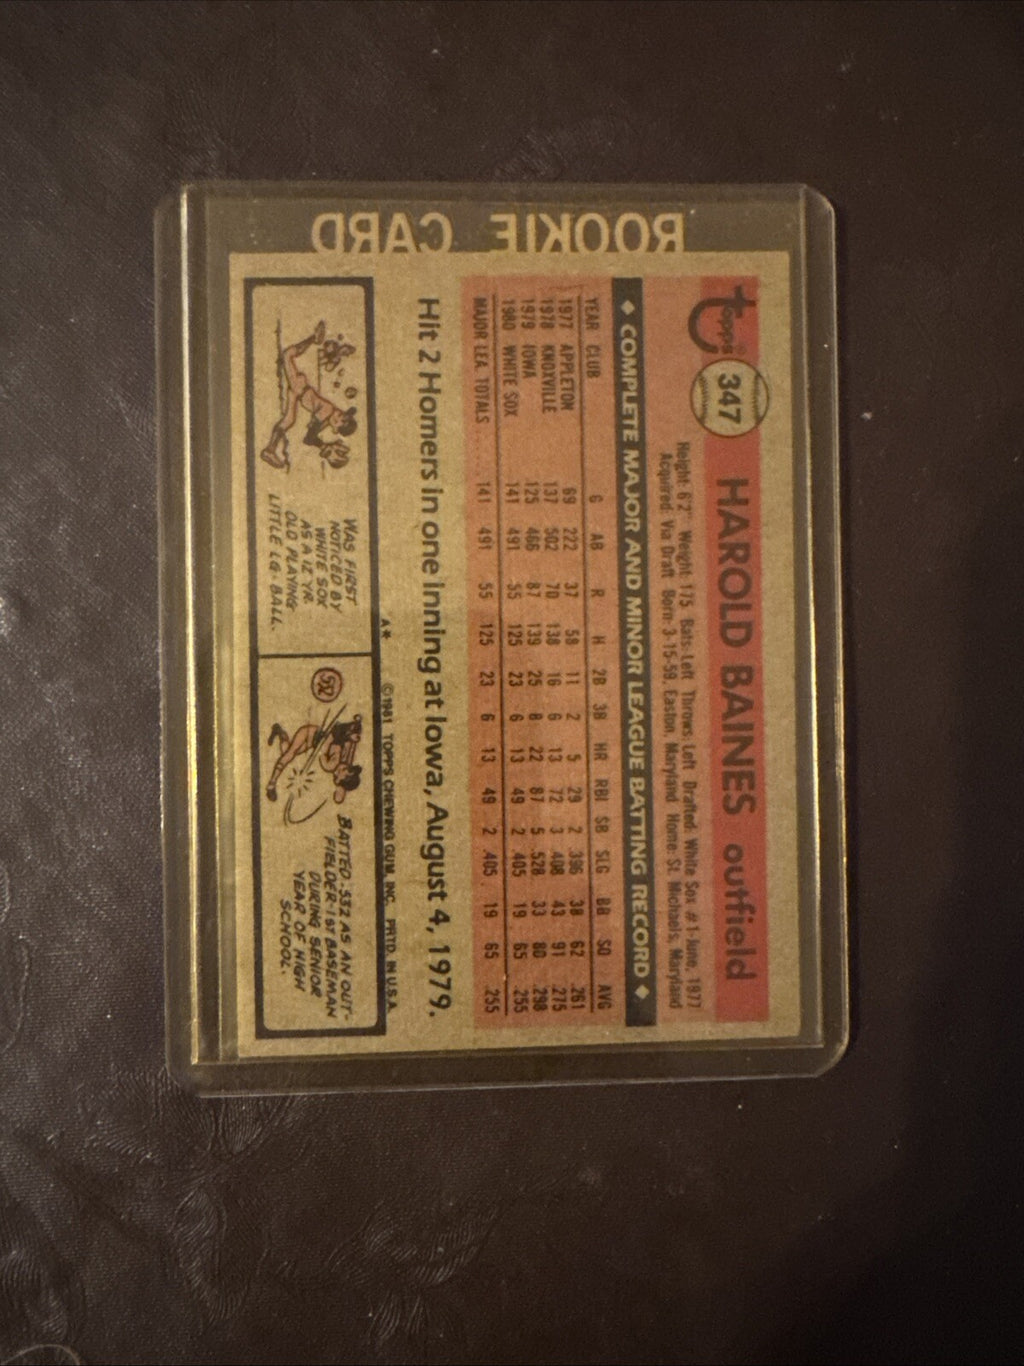 ROOKIE CARD
topps®
347
HAROLD BAINES outfield
Height: 6'2" Weight: 175 Bats: Left Throws: Left Drafted: White Sox #1-June, 1977
Acquired: Via Draft Born: 3-15-59, Easton, Maryland Home: St. Michaels, Maryland
◆ COMPLETE MAJOR AND MINOR LEAGUE BATTING RECORD ◆
YEAR CLUB G AB R H 2B 3B HR RBI SB SLG BB SO AVG
1977 APPLETON 69 222 37 58 11 2 5 29 2 .396 38 62 .261
1978 KNOXVILLE 137 502 70 138 16 6 13 72 3 .408 43 91 .275
1979 IOWA 125 466 87 139 25 8 22 87 5 .528 33 80 .298
1980 WHITE SOX 141 491 55 125 23 6 13 49 2 .405 19 65 .255
MAJOR LEA. TOTALS ..... 141 491 55 125 23 6 13 49 2 .405 19 65 .255
Hit 2 Homers in one inning at Iowa, August 4, 1979.
A* ©1981 TOPPS CHEWING GUM, INC. PRTD. IN U.S.A.
WAS FIRST
NOTICED BY
WHITE SOX
AS A 12 YR.
OLD PLAYING
LITTLE LG. BALL.
532
BATTED .532 AS AN OUT-
FIELDER-1ST BASEMAN
DURING SENIOR
YEAR OF HIGH
SCHOOL.